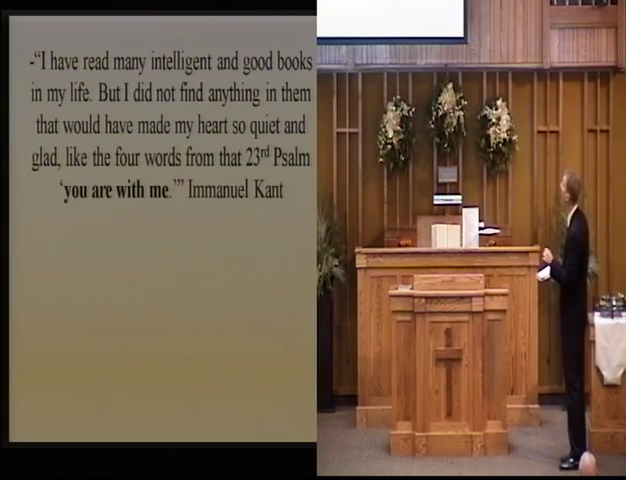 -“I have read many intelligent and good books
in my life. But I did not find anything in them
that would have made my heart so quiet and
glad, like the four words from that 23rd Psalm
‘you are with me.’” Immanuel Kant